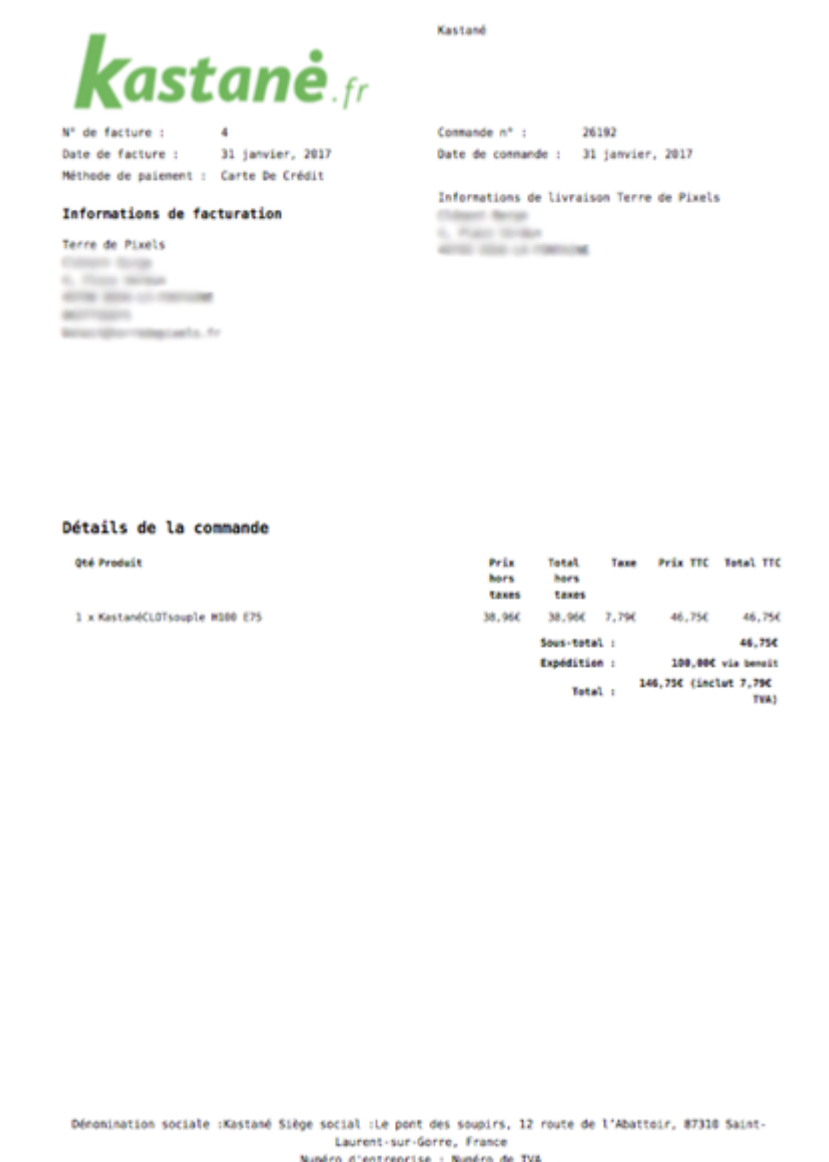 kastanė.fr
Kastané
N° de facture : 4
Date de facture : 31 janvier, 2017
Méthode de paiement : Carte De Crédit
Commande n° : 26192
Date de commande : 31 janvier, 2017
Informations de facturation
Terre de Pixels
Informations de livraison Terre de Pixels
Détails de la commande
Qté Produit Prix hors taxes Total hors taxes Taxe Prix TTC Total TTC
1 x KastanéCLOTsouple H100 E75 38,96€ 38,96€ 7,79€ 46,75€ 46,75€
Sous-total : 46,75€
Expédition : 100,00€ via benoit
Total : 146,75€ (inclut 7,79€
TVA)
Dénomination sociale :Kastané Siège social :Le pont des soupirs, 12 route de l'Abattoir, 87310 Saint-
Laurent-sur-Gorre, France
Numéro d'entreprise : Numéro de TVA